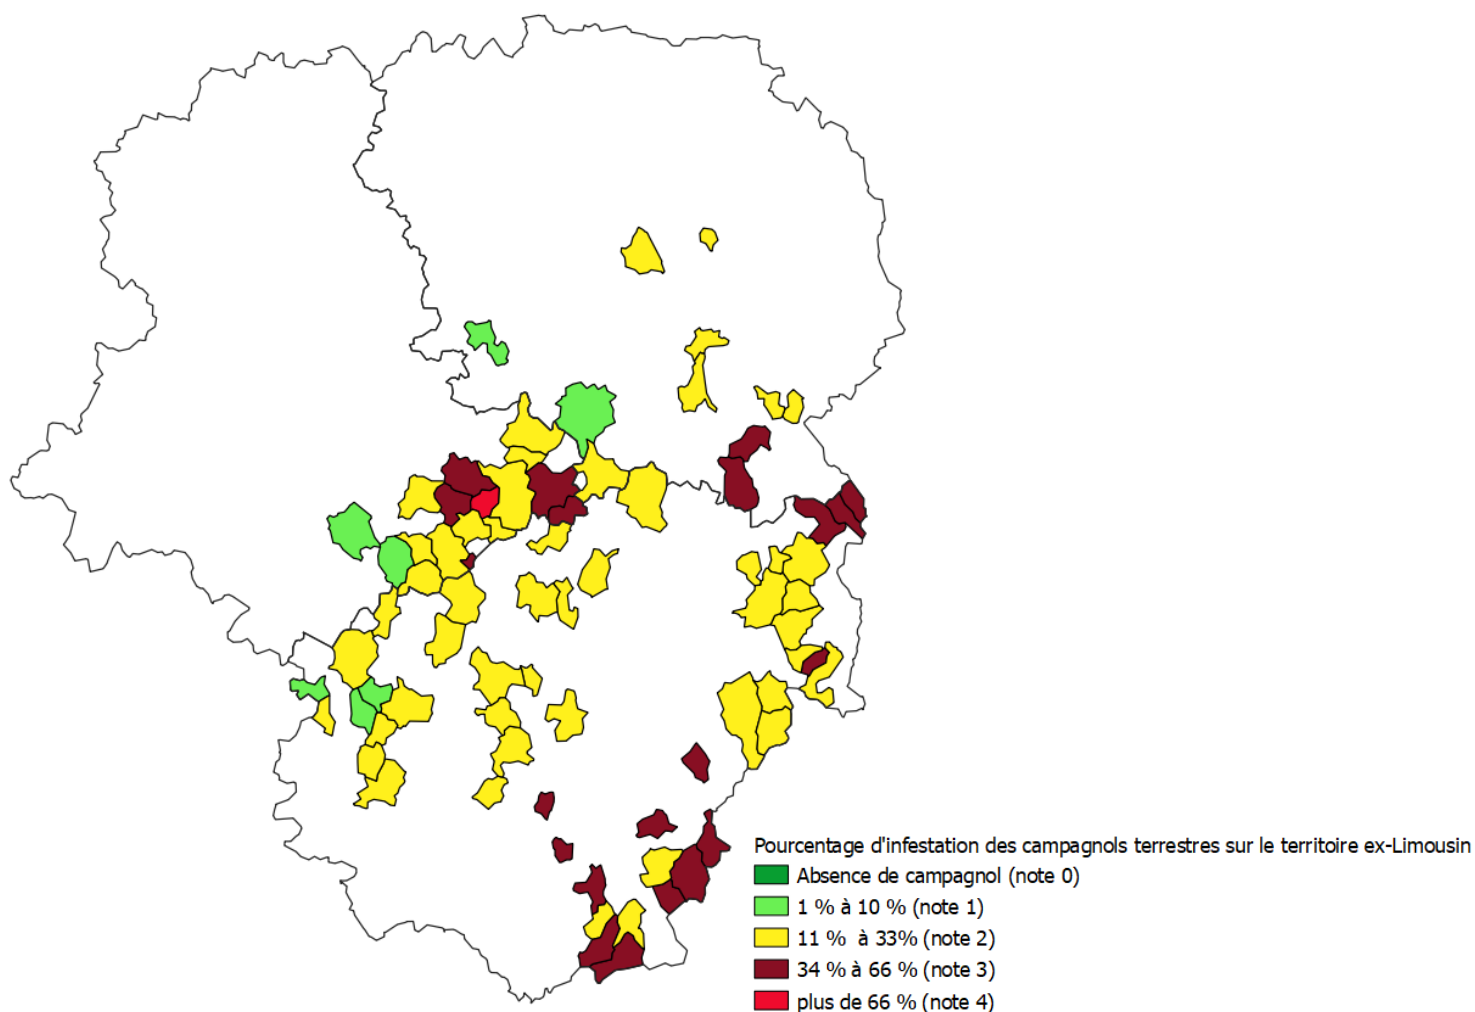 Pourcentage d'infestation des campagnols terrestres sur le territoire ex-Limousin
Absence de campagnol (note 0)
1 % à 10 % (note 1)
11 % à 33% (note 2)
34 % à 66 % (note 3)
plus de 66 % (note 4)